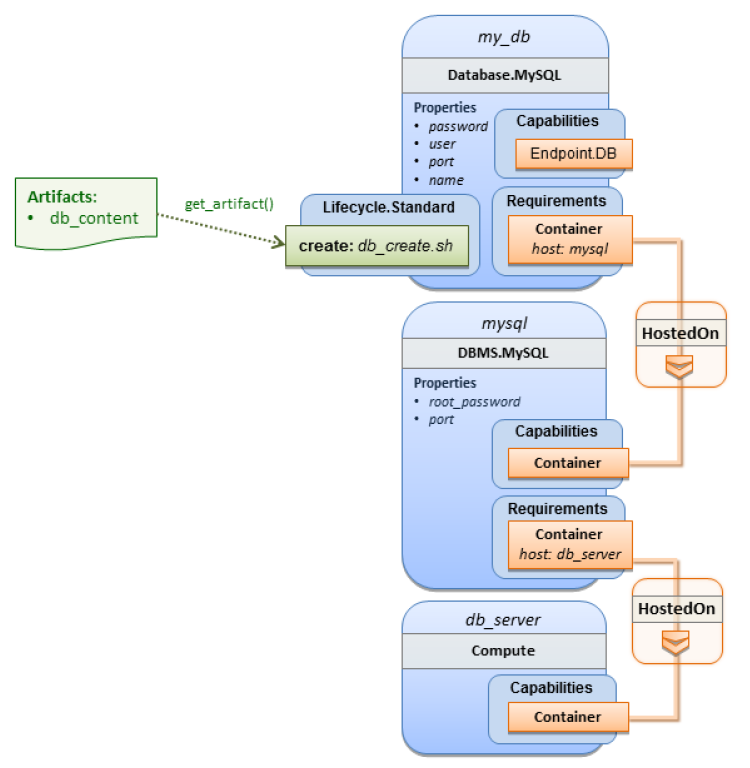 my_db
Database.MySQL
Properties
• password
• user
• port
• name
Capabilities
Endpoint.DB
Requirements
Container
host: mysql
Artifacts:
• db_content
get_artifact()
Lifecycle.Standard
create: db_create.sh
HostedOn
mysql
DBMS.MySQL
Properties
• root_password
• port
Capabilities
Container
Requirements
Container
host: db_server
HostedOn
db_server
Compute
Capabilities
Container